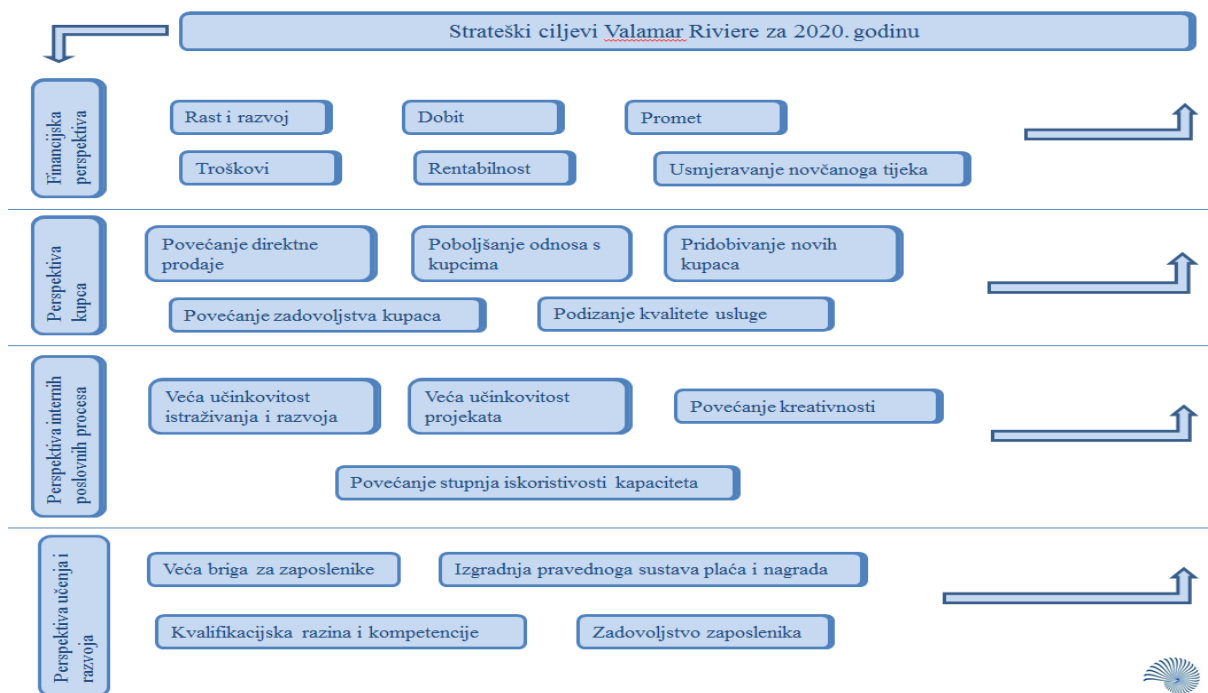 Strateški ciljevi Valamar Riviere za 2020. godinu
Financijska
perspektiva
Rast i razvoj
Dobit
Promet
Troškovi
Rentabilnost
Usmjeravanje novčanoga tijeka
Perspektiva
kupca
Povećanje direktne
prodaje
Poboljšanje odnosa s
kupcima
Pridobivanje novih
kupaca
Povećanje zadovoljstva kupaca
Podizanje kvalitete usluge
Perspektiva internih
poslovnih procesa
Veća učinkovitost
istraživanja i razvoja
Veća učinkovitost
projekata
Povećanje kreativnosti
Povećanje stupnja iskoristivosti kapaciteta
Perspektiva učenja i
razvoja
Veća briga za zaposlenike
Izgradnja pravednoga sustava plaća i nagrada
Kvalifikacijska razina i kompetencije
Zadovoljstvo zaposlenika